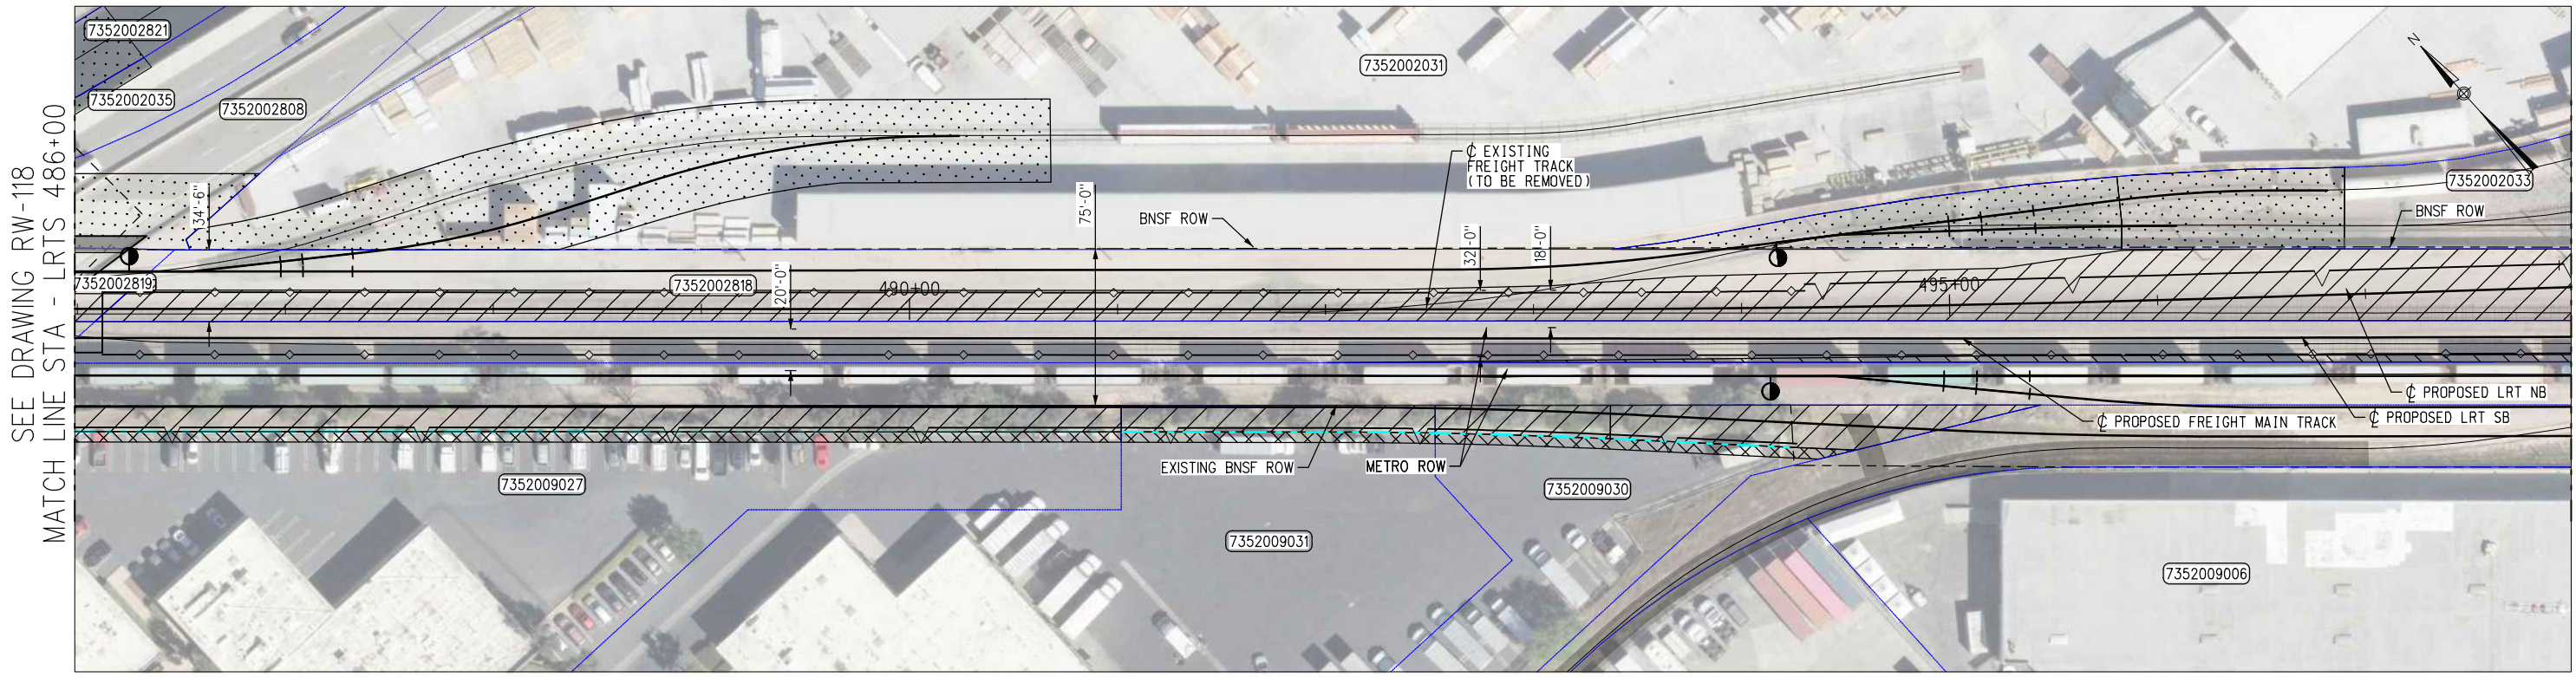 SEE DRAWING RW-118
MATCH LINE STA - LRTS 486+00
7352002821
7352002035
7352002808
7352002031
N
34'-6"
75'-0"
BNSF ROW
℄ EXISTING
FREIGHT TRACK
(TO BE REMOVED)
7352002033
BNSF ROW
7352002819
7352002818
20'-0"
490+00
32'-0"
18'-0"
495+00
℄ PROPOSED LRT NB
℄ PROPOSED LRT SB
℄ PROPOSED FREIGHT MAIN TRACK
EXISTING BNSF ROW
METRO ROW
7352009027
7352009030
7352009031
7352009006